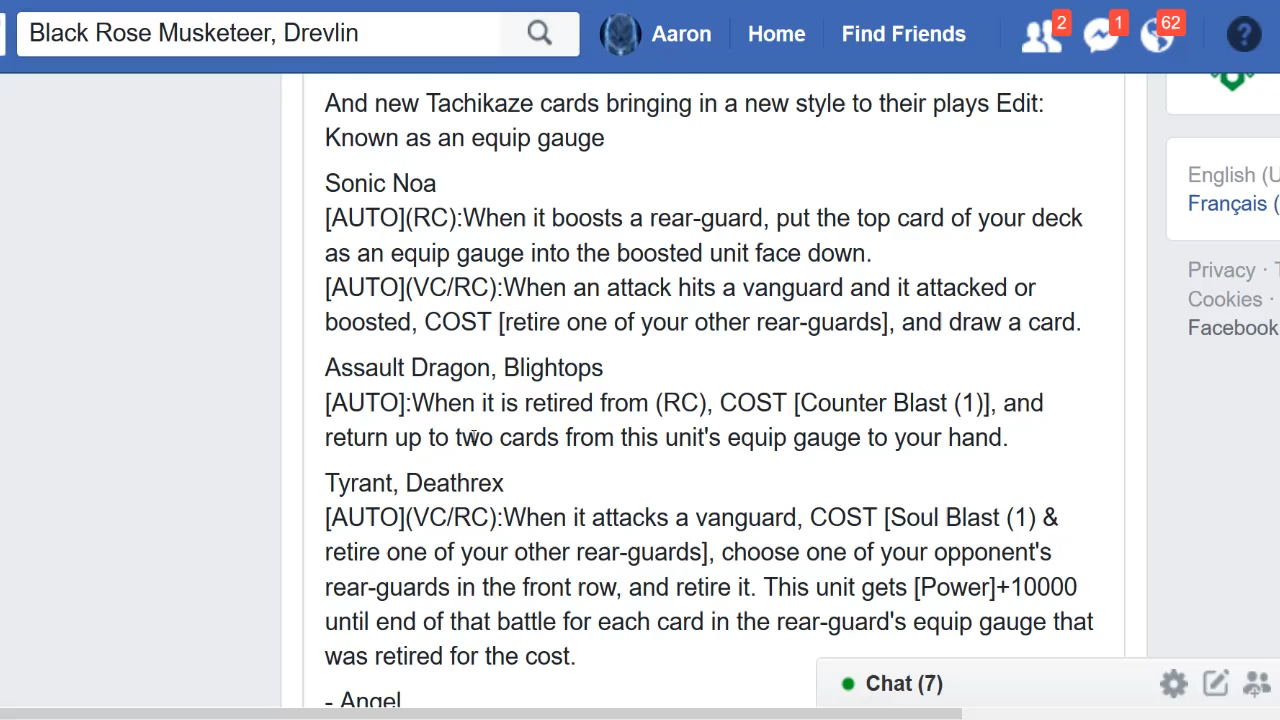 Black Rose Musketeer, Drevlin
Aaron
Home
Find Friends
2
1
62
?
And new Tachikaze cards bringing in a new style to their plays Edit:
Known as an equip gauge
Sonic Noa
[AUTO](RC):When it boosts a rear-guard, put the top card of your deck
as an equip gauge into the boosted unit face down.
[AUTO](VC/RC):When an attack hits a vanguard and it attacked or
boosted, COST [retire one of your other rear-guards], and draw a card.
Assault Dragon, Blightops
[AUTO]:When it is retired from (RC), COST [Counter Blast (1)], and
return up to two cards from this unit's equip gauge to your hand.
Tyrant, Deathrex
[AUTO](VC/RC):When it attacks a vanguard, COST [Soul Blast (1) &
retire one of your other rear-guards], choose one of your opponent's
rear-guards in the front row, and retire it. This unit gets [Power]+10000
until end of that battle for each card in the rear-guard's equip gauge that
was retired for the cost.
- Angel
English (U
Français (
Privacy · T
Cookies ·
Facebook
Chat (7)